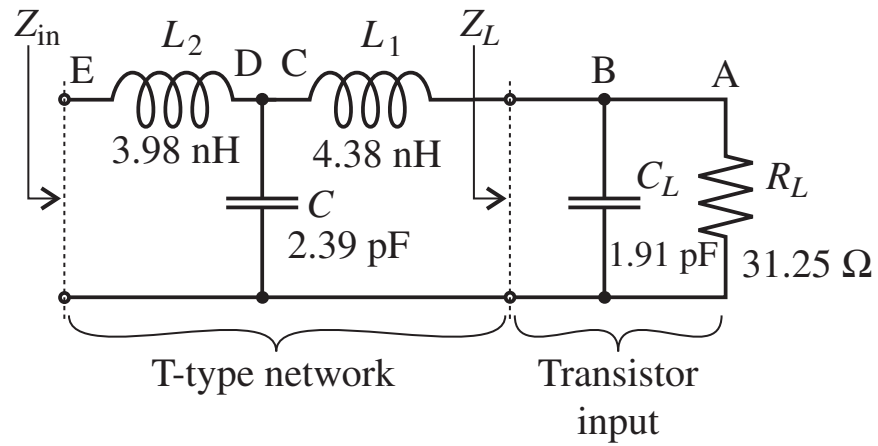 Z_in L_2 L_1 Z_L
E D C B A
3.98 nH 4.38 nH C_L R_L
C
2.39 pF 1.91 pF 31.25 Ω
T-type network Transistor
input